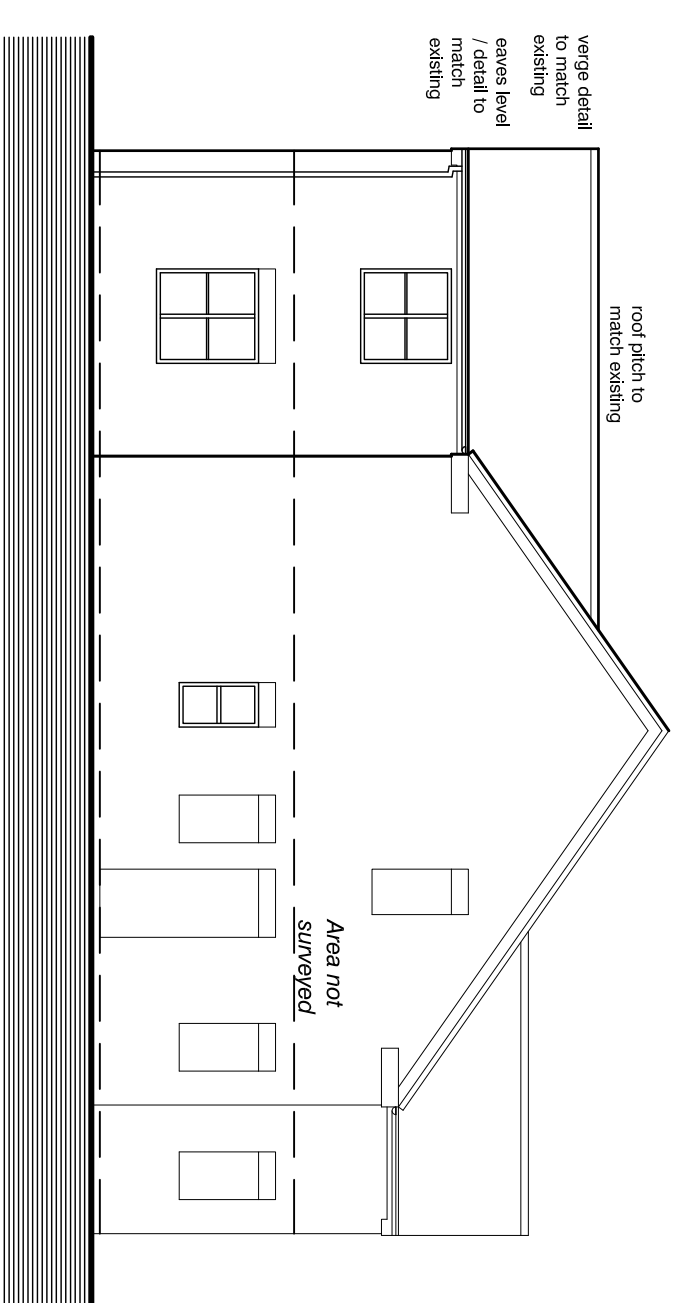 verge detail
to match
existing
eaves level
/ detail to
match
existing
roof pitch to
match existing
Area not
surveyed